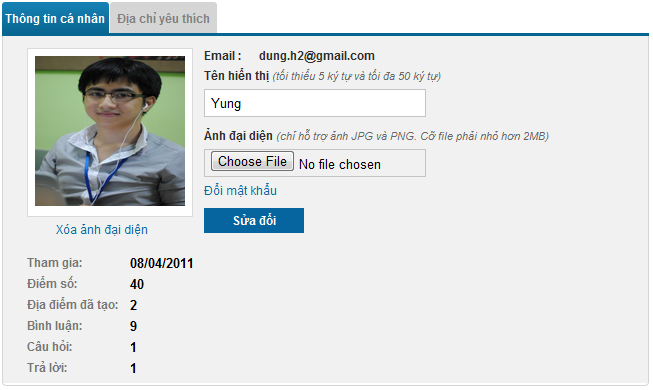 Thông tin cá nhân Địa chỉ yêu thích
Email : dung.h2@gmail.com
Tên hiển thị (tối thiểu 5 ký tự và tối đa 50 ký tự)
Yung
Ảnh đại diện (chỉ hỗ trợ ảnh JPG và PNG. Cỡ file phải nhỏ hơn 2MB)
Choose File No file chosen
Đổi mật khẩu
Sửa đổi
Xóa ảnh đại diện
Tham gia: 08/04/2011
Điểm số: 40
Địa điểm đã tạo: 2
Bình luận: 9
Câu hỏi: 1
Trả lời: 1